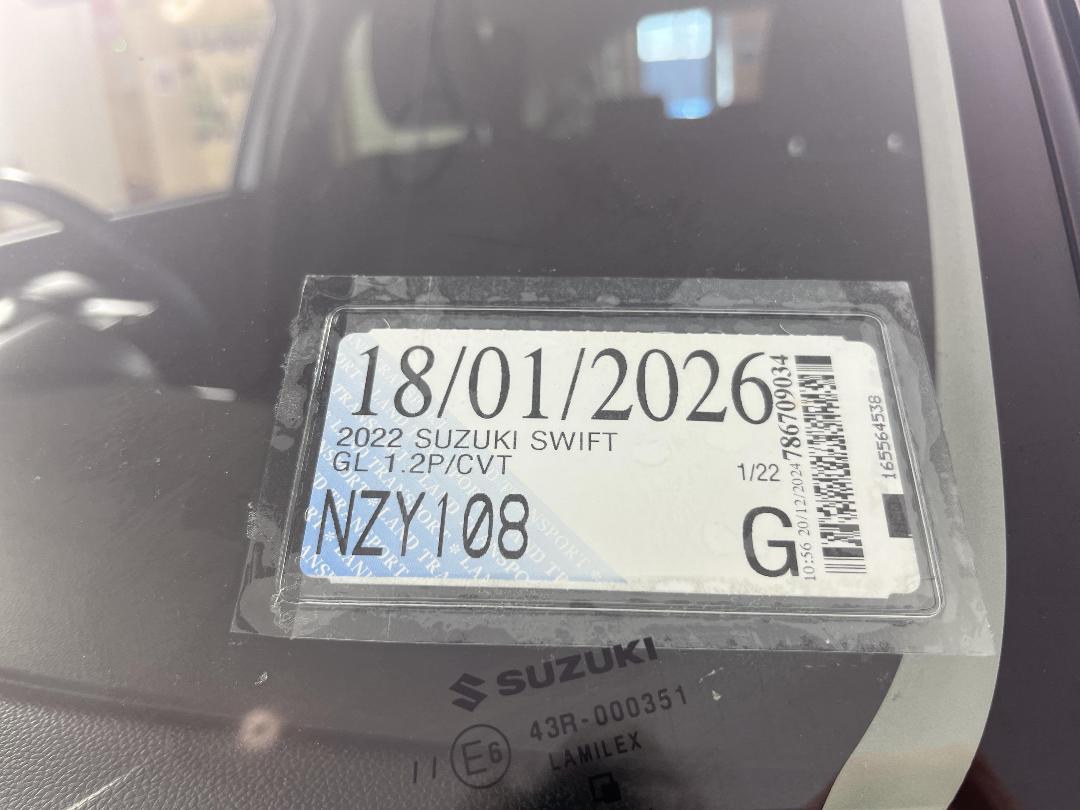 18/01/2026
2022 SUZUKI SWIFT
GL 1.2P/CVT
1/22
NZY108
G
10:56 20/12/2024 786709034
165564538
SUZUKI
43R-000351
E6
LAMILEX